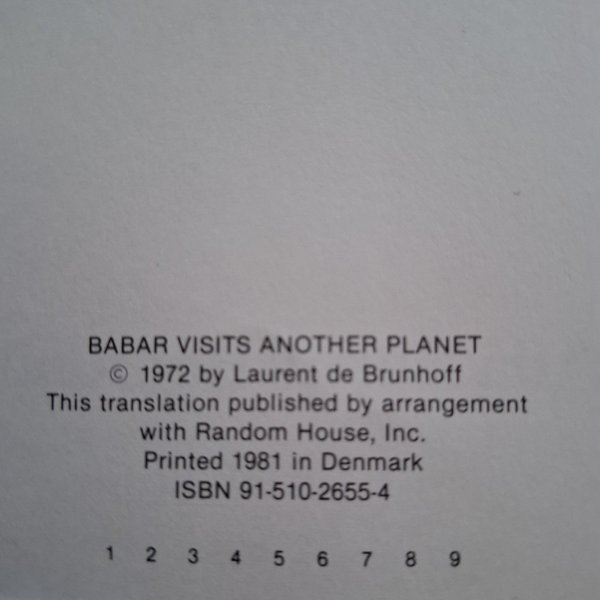 BABAR VISITS ANOTHER PLANET
© 1972 by Laurent de Brunhoff
This translation published by arrangement
with Random House, Inc.
Printed 1981 in Denmark
ISBN 91-510-2655-4
1 2 3 4 5 6 7 8 9